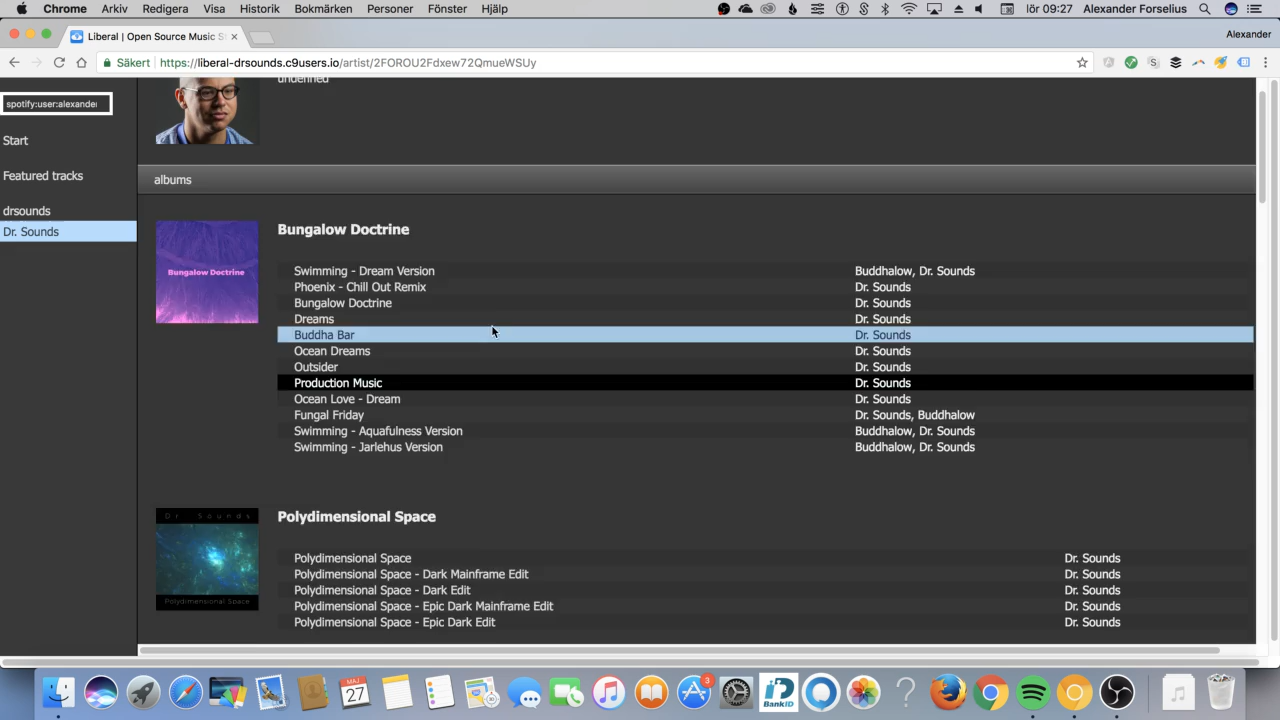 Chrome Arkiv Redigera Visa Historik Bokmärken Personer Fönster Hjälp lör 09:27 Alexander Forselius
Liberal | Open Source Music S Alexander
Säkert https://liberal-drsounds.c9users.io/artist/2FOROU2Fdxew72QmueWSUy
undefined
spotify:user:alexander
Start
Featured tracks
drsounds
Dr. Sounds
albums
Bungalow Doctrine
Bungalow Doctrine
Swimming - Dream Version Buddhalow, Dr. Sounds
Phoenix - Chill Out Remix Dr. Sounds
Bungalow Doctrine Dr. Sounds
Dreams Dr. Sounds
Buddha Bar Dr. Sounds
Ocean Dreams Dr. Sounds
Outsider Dr. Sounds
Production Music Dr. Sounds
Ocean Love - Dream Dr. Sounds
Fungal Friday Dr. Sounds, Buddhalow
Swimming - Aquafulness Version Buddhalow, Dr. Sounds
Swimming - Jarlehus Version Buddhalow, Dr. Sounds
Dr Sounds
Polydimensional Space
Polydimensional Space
Polydimensional Space Dr. Sounds
Polydimensional Space - Dark Mainframe Edit Dr. Sounds
Polydimensional Space - Dark Edit Dr. Sounds
Polydimensional Space - Epic Dark Mainframe Edit Dr. Sounds
Polydimensional Space - Epic Dark Edit Dr. Sounds
MAJ
27
3
BankID